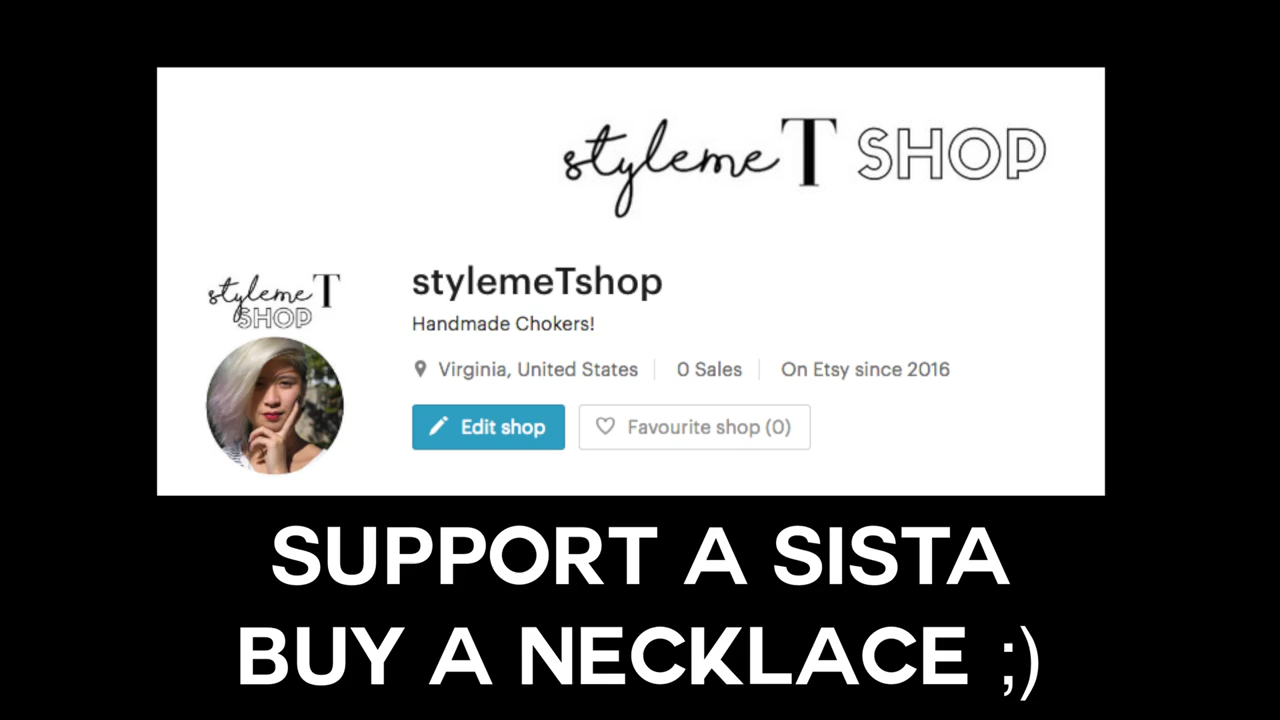 stylemeT SHOP
stylemeT
SHOP
stylemeTshop
Handmade Chokers!
Virginia, United States 0 Sales On Etsy since 2016
Edit shop Favourite shop (0)
SUPPORT A SISTA
BUY A NECKLACE ;)